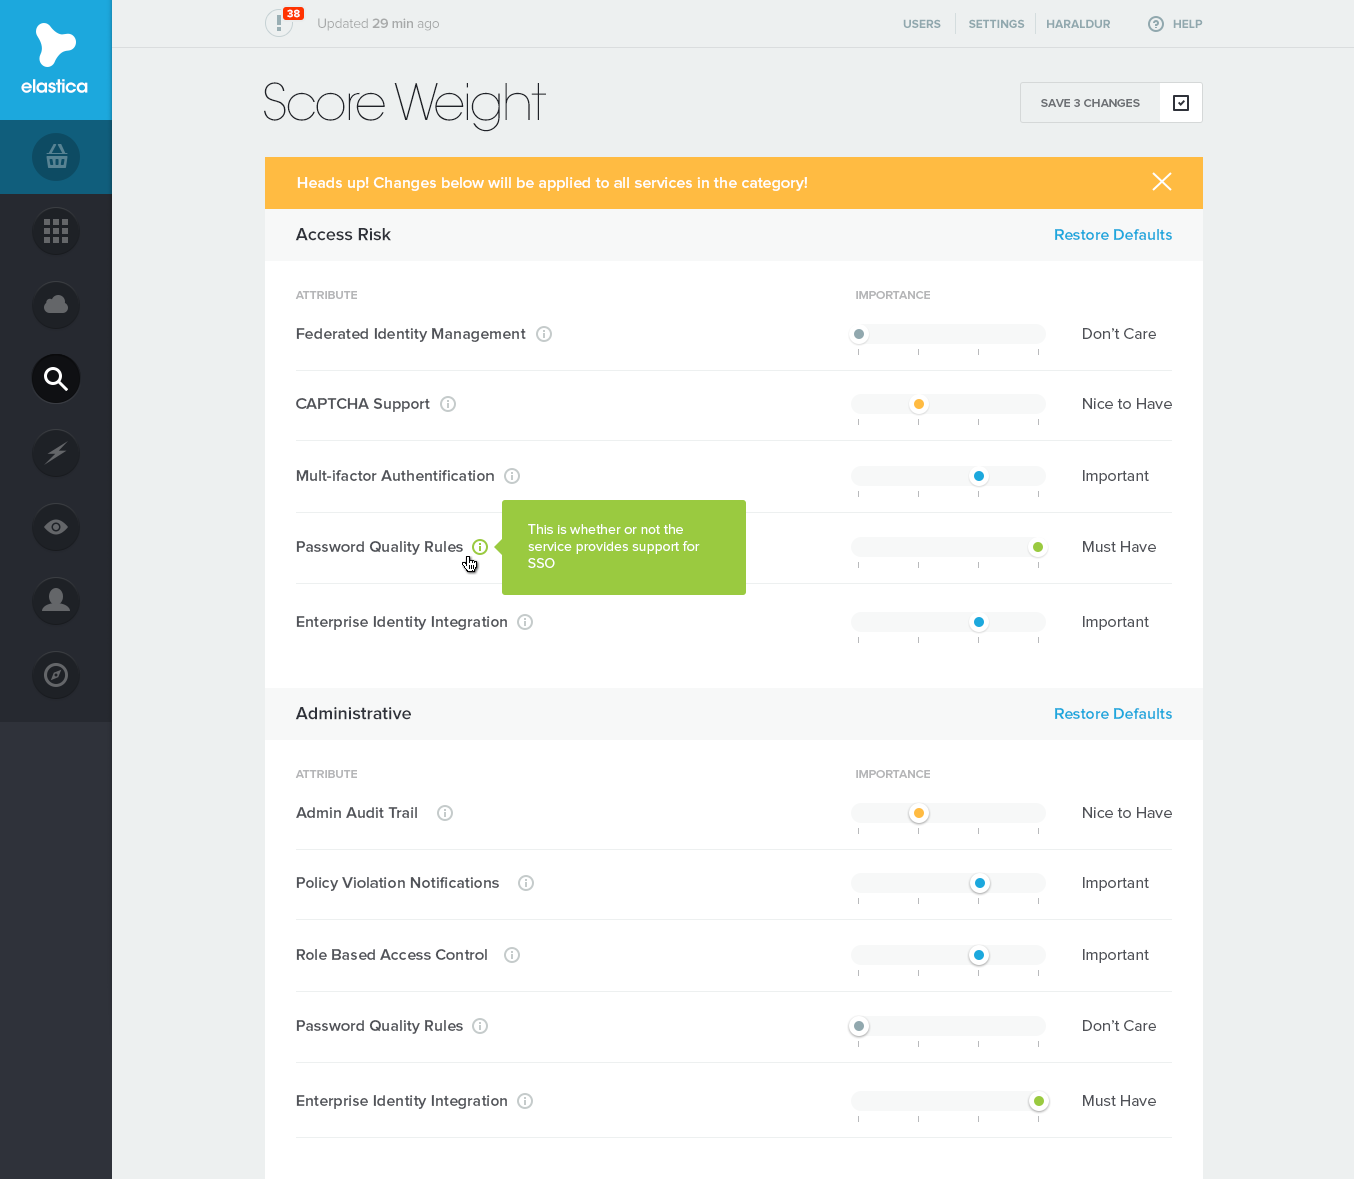 elastica
38
Updated 29 min ago
USERS
SETTINGS
HARALDUR
HELP
Score Weight
SAVE 3 CHANGES
Heads up! Changes below will be applied to all services in the category!
Access Risk
Restore Defaults
ATTRIBUTE
IMPORTANCE
Federated Identity Management
Don’t Care
CAPTCHA Support
Nice to Have
Mult-ifactor Authentification
Important
This is whether or not the
service provides support for
SSO
Password Quality Rules
Must Have
Enterprise Identity Integration
Important
Administrative
Restore Defaults
ATTRIBUTE
IMPORTANCE
Admin Audit Trail
Nice to Have
Policy Violation Notifications
Important
Role Based Access Control
Important
Password Quality Rules
Don’t Care
Enterprise Identity Integration
Must Have